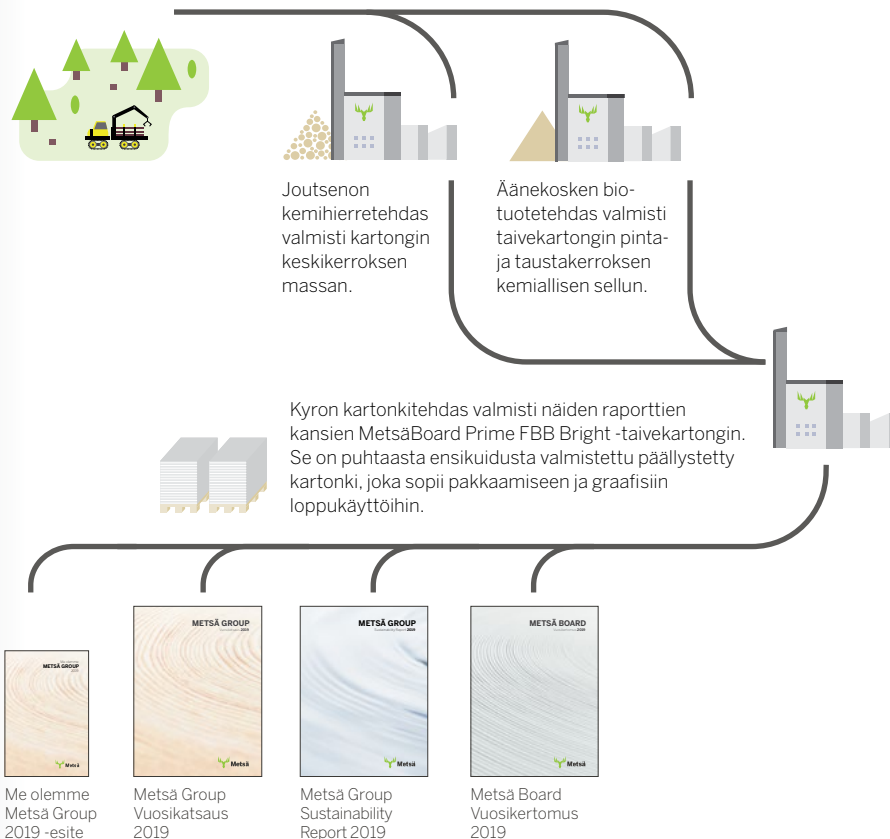 Joutsenon
kemihierretehdas
valmisti kartongin
keskikerroksen
massan.
Äänekosken bio-
tuotetehdas valmisti
taivekartongin pinta-
ja taustakerroksen
kemiallisen sellun.
Kyron kartonkitehdas valmisti näiden raporttien
kansien MetsäBoard Prime FBB Bright -taivekartongin.
Se on puhtaasta ensikuidusta valmistettu päällystetty
kartonki, joka sopii pakkaamiseen ja graafisiin
loppukäyttöihin.
METSÄ GROUP
2019
Metsä
METSÄ GROUP
2019
Metsä
METSÄ GROUP
Sustainability Report 2019
Metsä
METSÄ BOARD
2019
Metsä
Me olemme
Metsä Group
2019 -esite
Metsä Group
Vuosikatsaus
2019
Metsä Group
Sustainability
Report 2019
Metsä Board
Vuosikertomus
2019